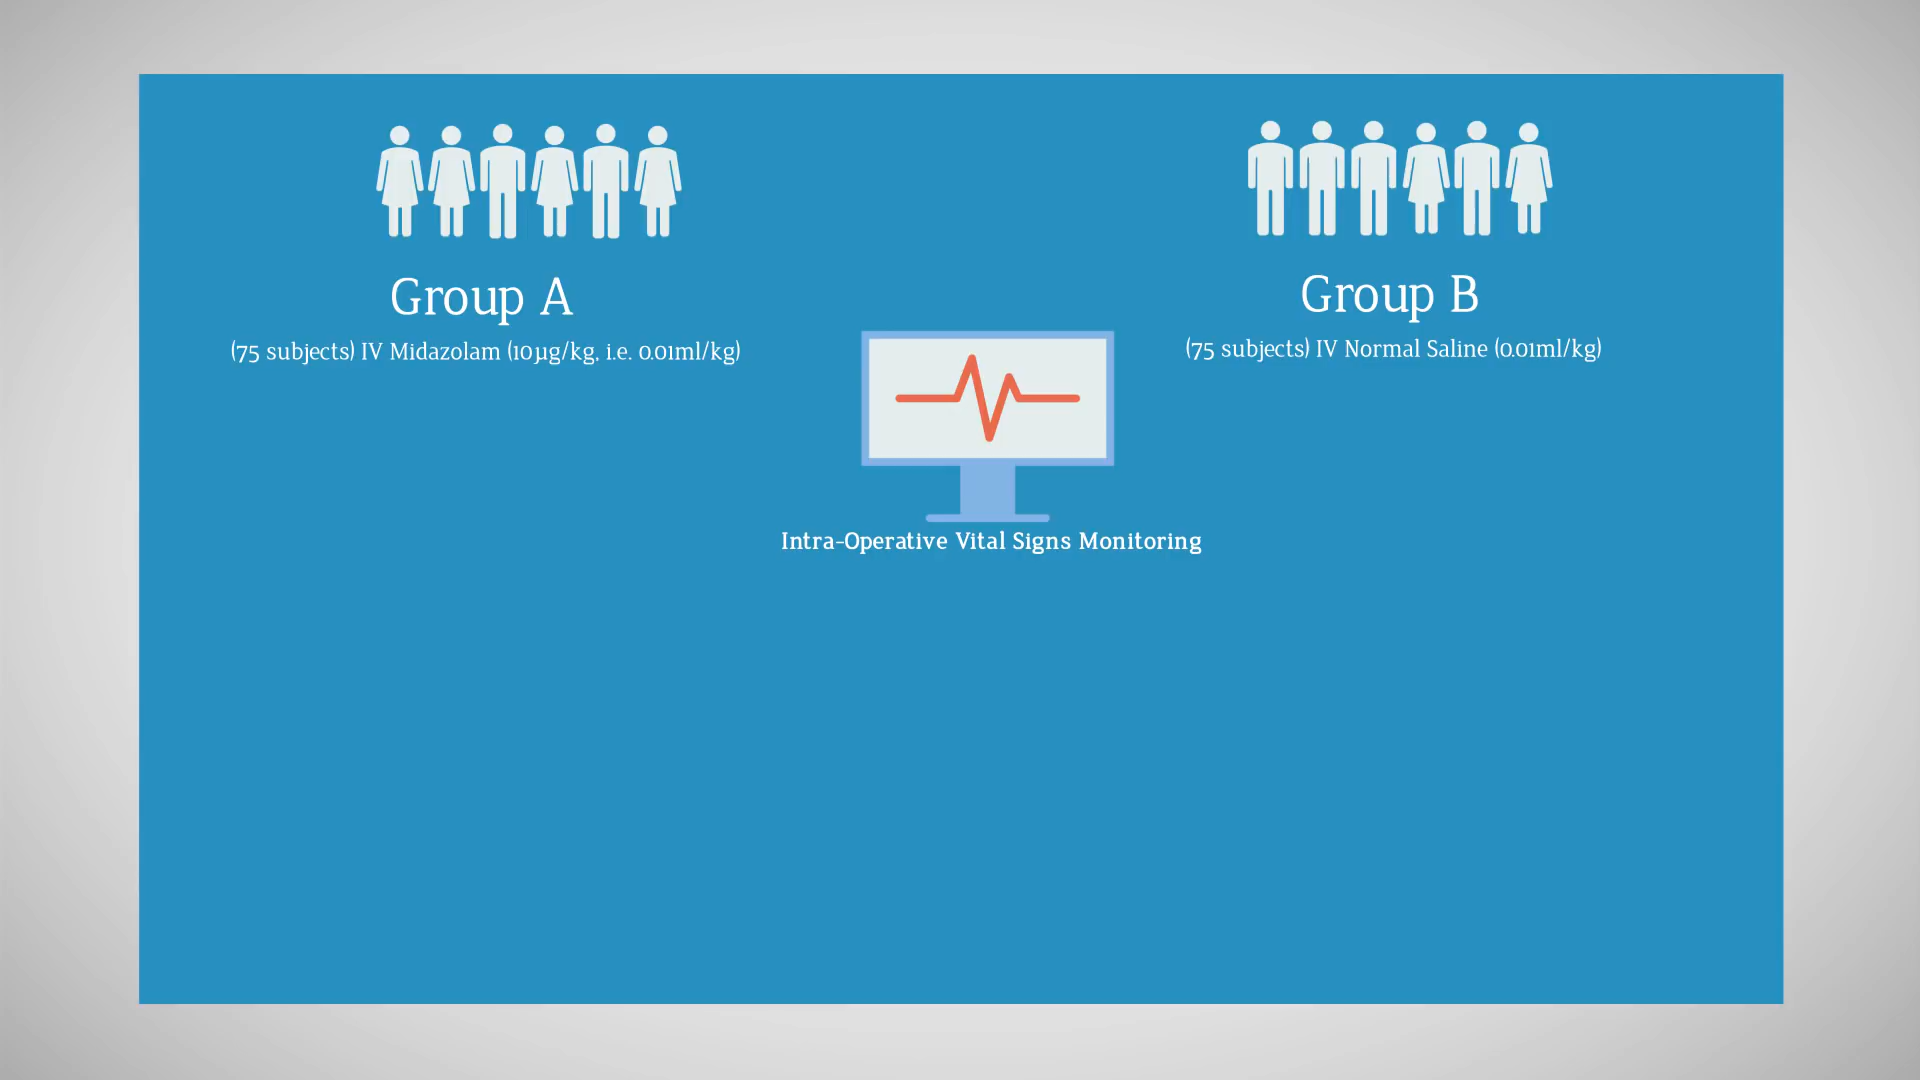 Group A
(75 subjects) IV Midazolam (10µg/kg, i.e. 0.01ml/kg)
Group B
(75 subjects) IV Normal Saline (0.01ml/kg)
Intra-Operative Vital Signs Monitoring